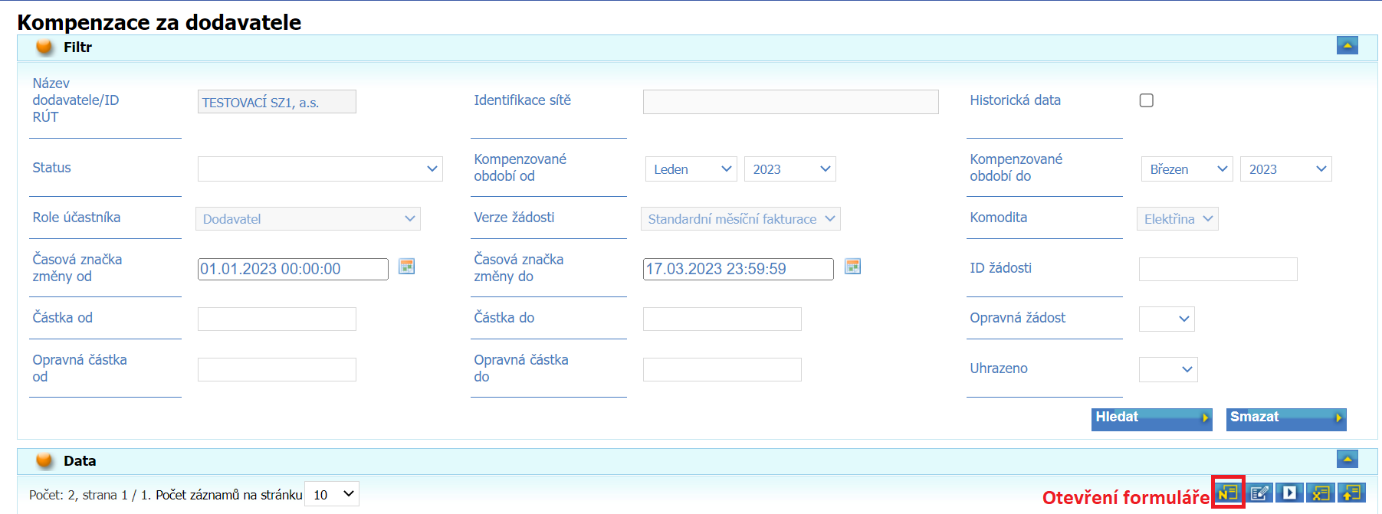 Kompenzace za dodavatele
Filtr
Název
dodavatele/ID
RÚT
TESTOVACÍ SZ1, a.s.
Identifikace sítě
Historická data
Status
Kompenzované
období od
Leden
2023
Kompenzované
období do
Březen
2023
Role účastníka
Dodavatel
Verze žádosti
Standardní měsíční fakturace
Komodita
Elektřina
Časová značka
změny od
01.01.2023 00:00:00
Časová značka
změny do
17.03.2023 23:59:59
ID žádosti
Částka od
Částka do
Opravná žádost
Opravná částka
od
Opravná částka
do
Uhrazeno
Hledat
Smazat
Data
Počet: 2, strana 1 / 1. Počet záznamů na stránku 10
Otevření formuláře